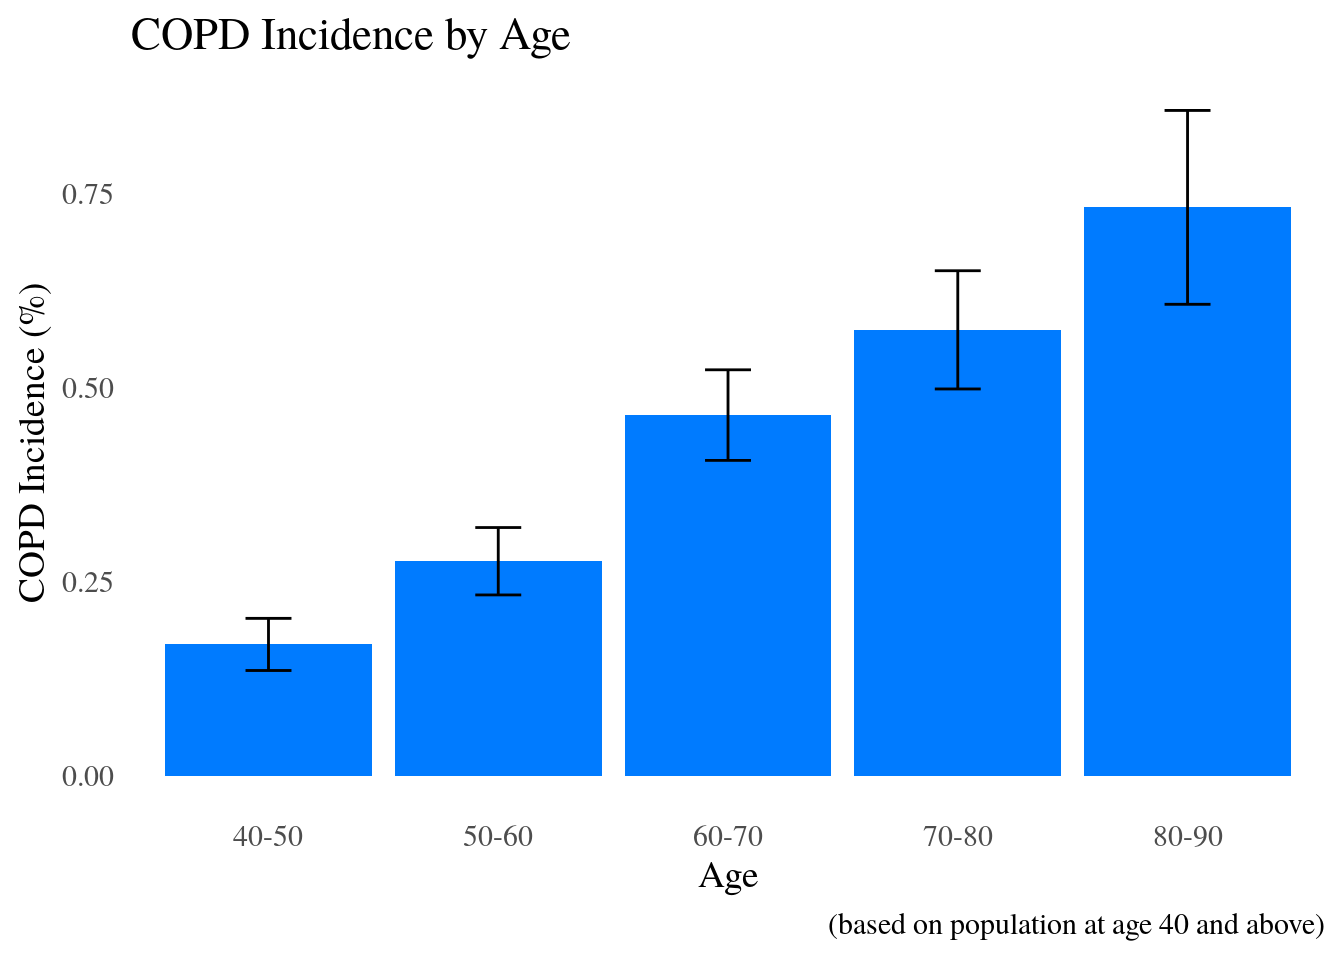 COPD Incidence by Age
COPD Incidence (%)
0.75
0.50
0.25
0.00
40-50
50-60
60-70
70-80
80-90
Age
(based on population at age 40 and above)